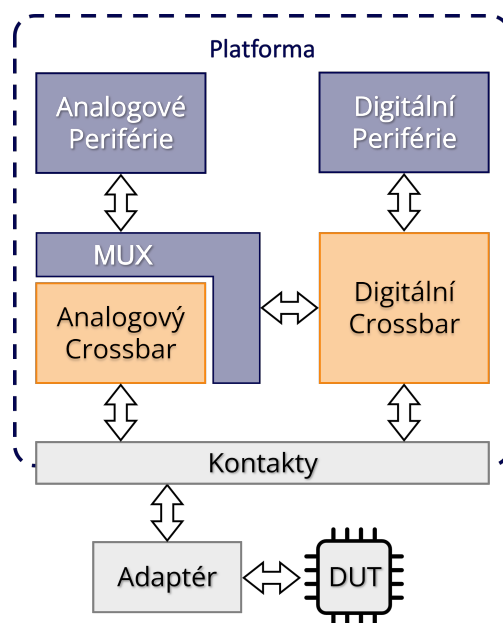 Platforma
Analogové
Periférie
Digitální
Periférie
MUX
Analogový
Crossbar
Digitální
Crossbar
Kontakty
Adaptér
DUT